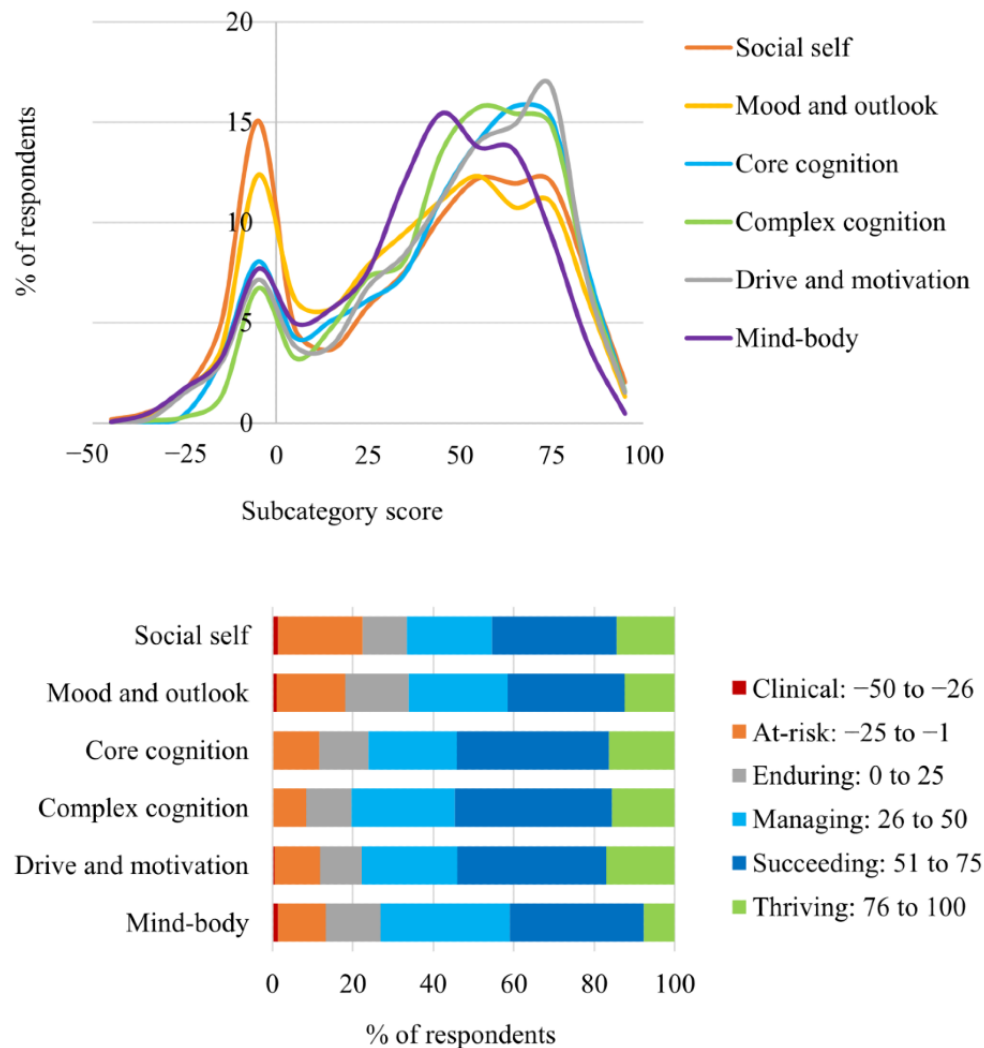 20
15
10
5
0
% of respondents
−50
−25
0
25
50
75
100
Subcategory score
Social self
Mood and outlook
Core cognition
Complex cognition
Drive and motivation
Mind-body
Social self
Mood and outlook
Core cognition
Complex cognition
Drive and motivation
Mind-body
0
20
40
60
80
100
% of respondents
Clinical: −50 to −26
At-risk: −25 to −1
Enduring: 0 to 25
Managing: 26 to 50
Succeeding: 51 to 75
Thriving: 76 to 100